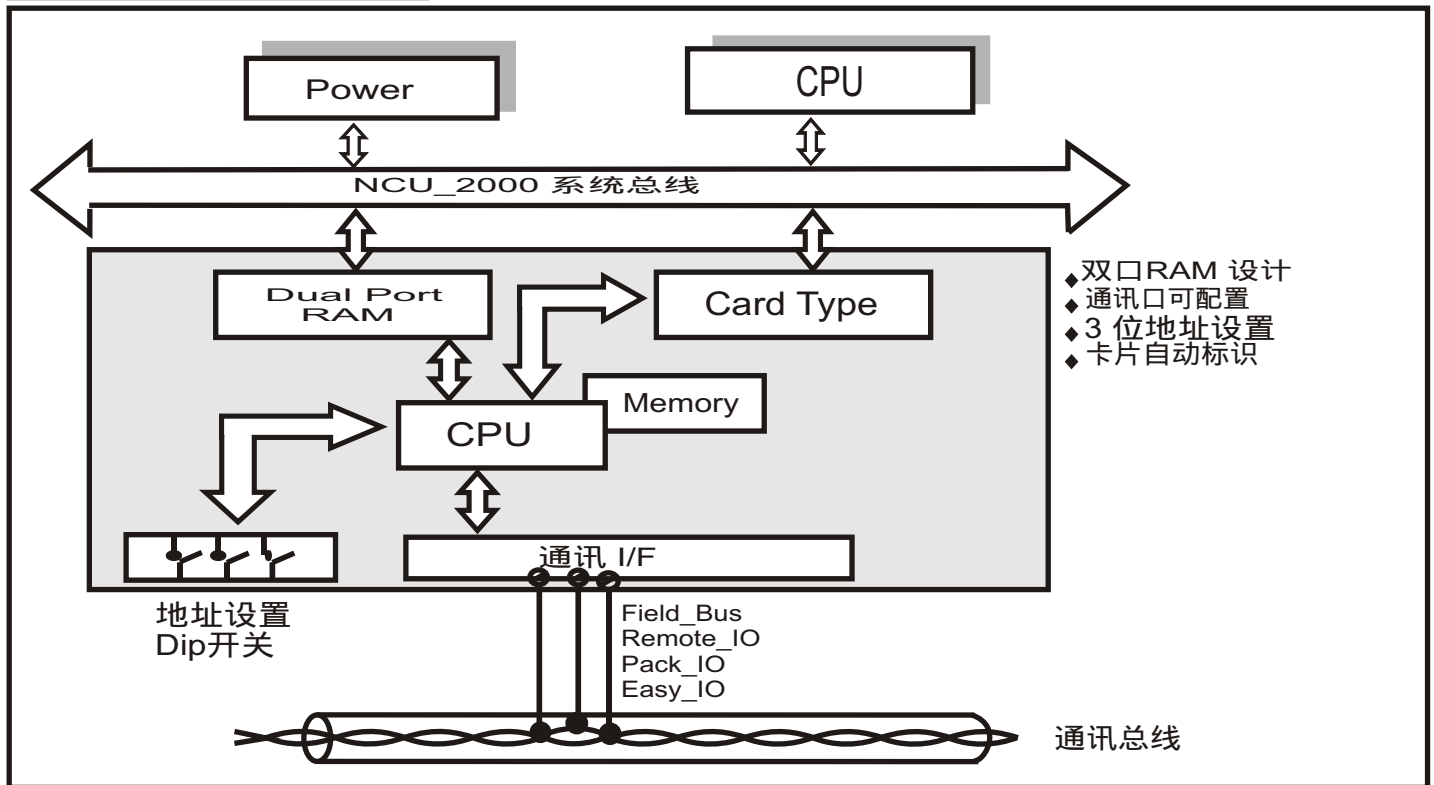 Power
CPU
NCU_2000 系统总线
Dual Port
RAM
Card Type
◆双口RAM 设计
◆通讯口可配置
◆3 位地址设置
◆卡片自动标识
Memory
CPU
通讯 I/F
地址设置
Dip开关
Field_Bus
Remote_IO
Pack_IO
Easy_IO
通讯总线